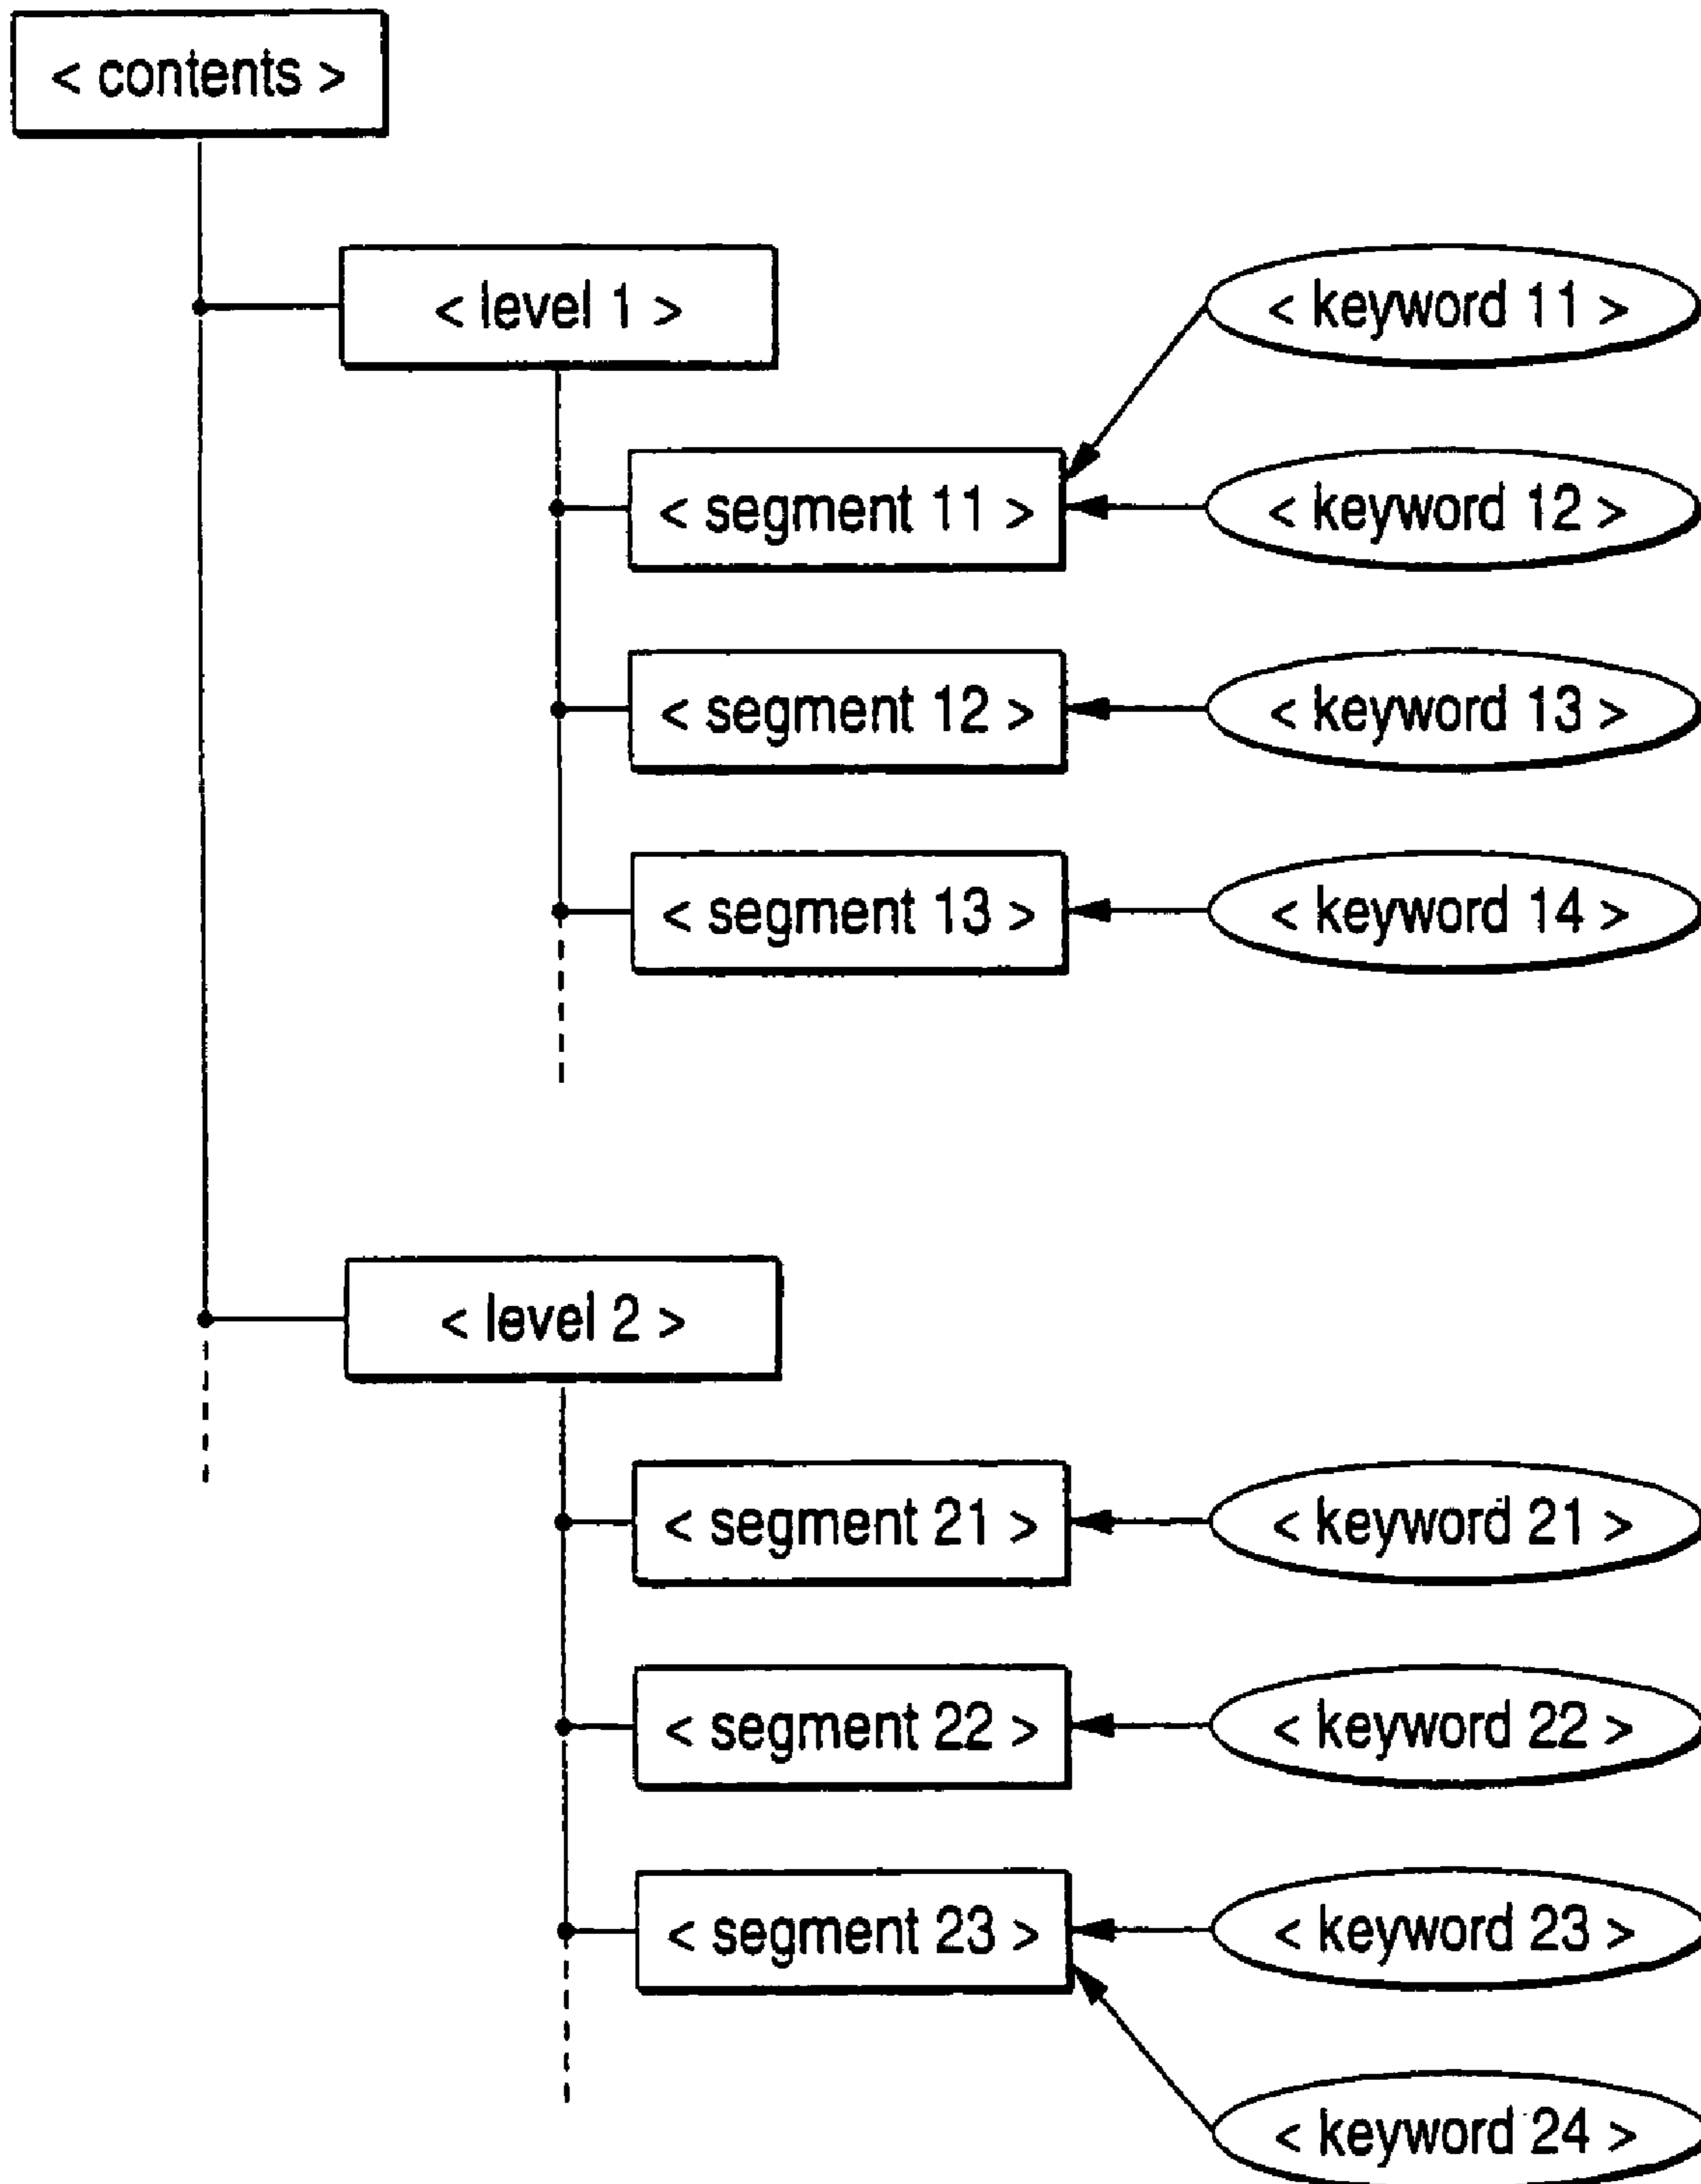 < contents >
< level 1 >
< keyword 11 >
< segment 11 >
< keyword 12 >
< segment 12 >
< keyword 13 >
< segment 13 >
< keyword 14 >
< level 2 >
< segment 21 >
< keyword 21 >
< segment 22 >
< keyword 22 >
< segment 23 >
< keyword 23 >
< keyword 24 >